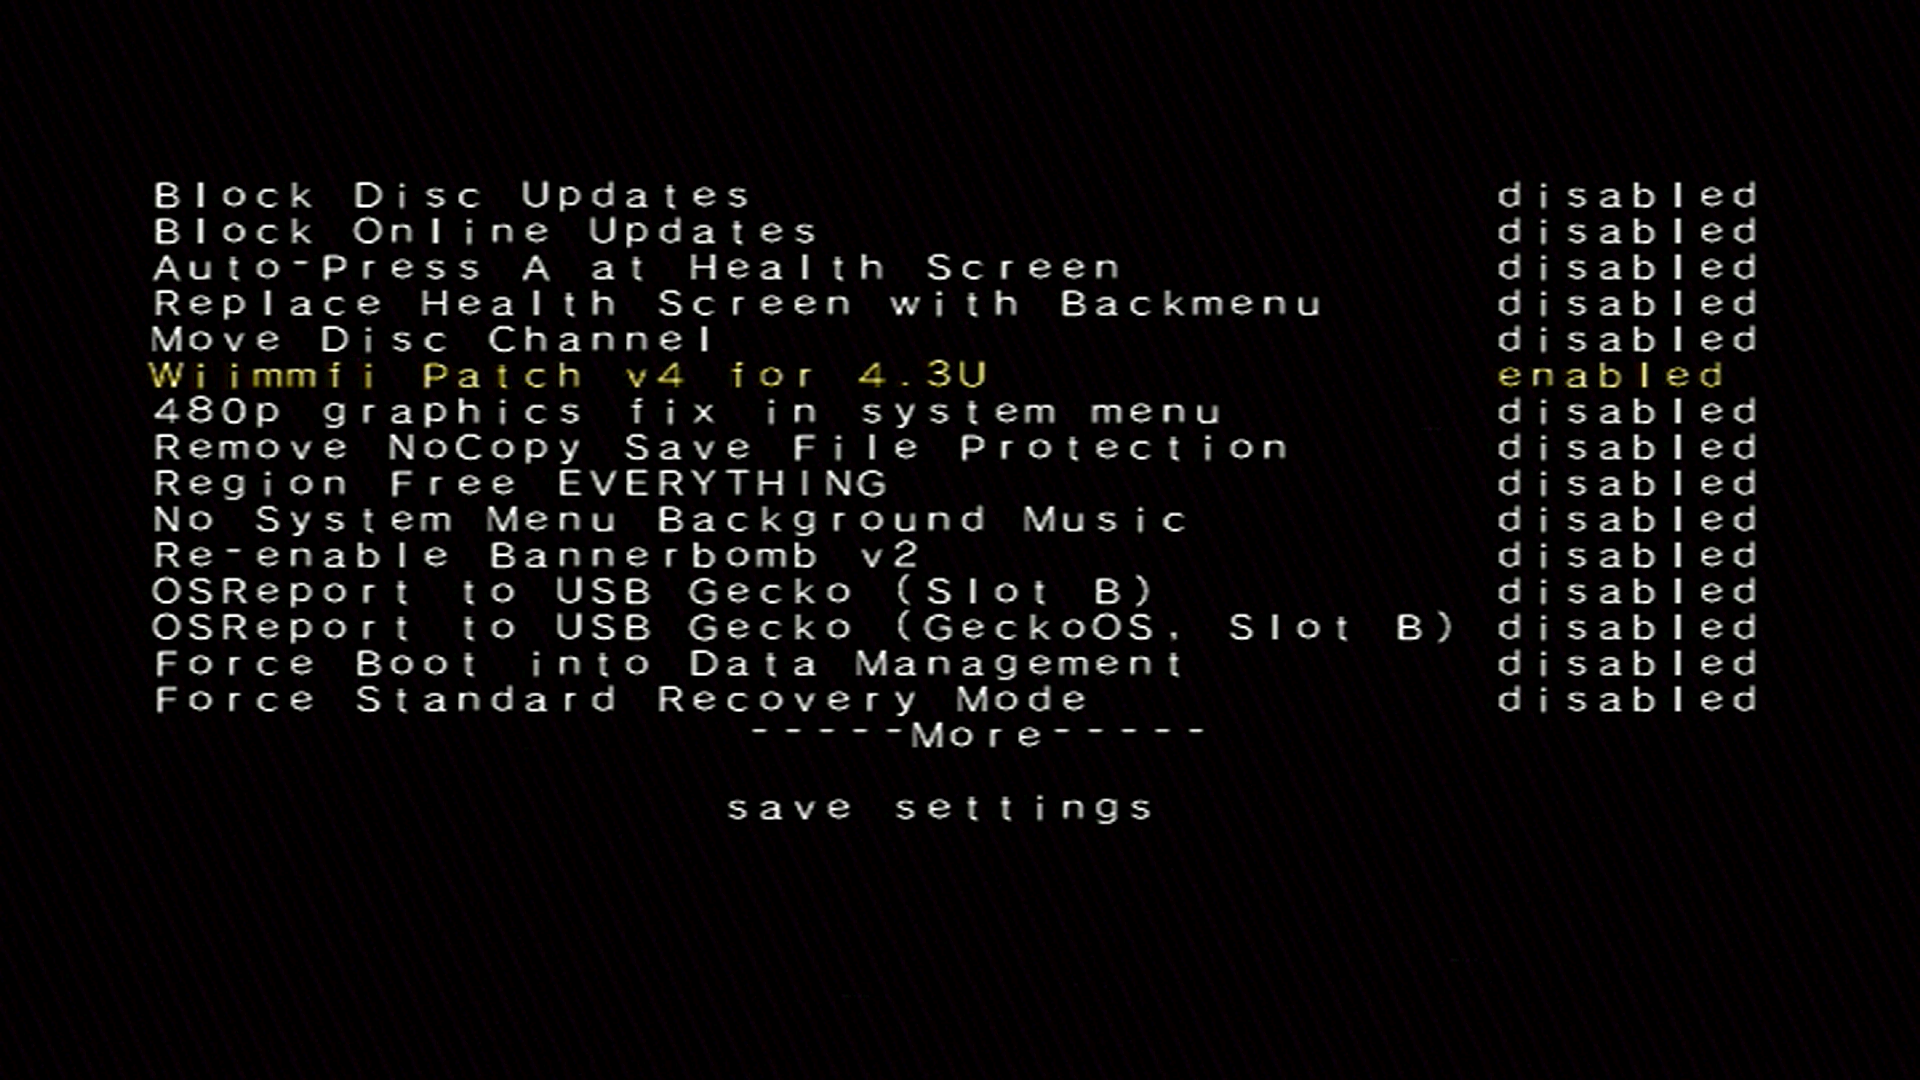 Block Disc Updates disabled
Block Online Updates disabled
Auto-Press A at Health Screen disabled
Replace Health Screen with Backmenu disabled
Move Disc Channel disabled
Wiimmfi Patch v4 for 4.3U enabled
480p graphics fix in system menu disabled
Remove NoCopy Save File Protection disabled
Region Free EVERYTHING disabled
No System Menu Background Music disabled
Re-enable Bannerbomb v2 disabled
OSReport to USB Gecko (Slot B) disabled
OSReport to USB Gecko (GeckoOS, Slot B) disabled
Force Boot into Data Management disabled
Force Standard Recovery Mode disabled
-----More-----
save settings